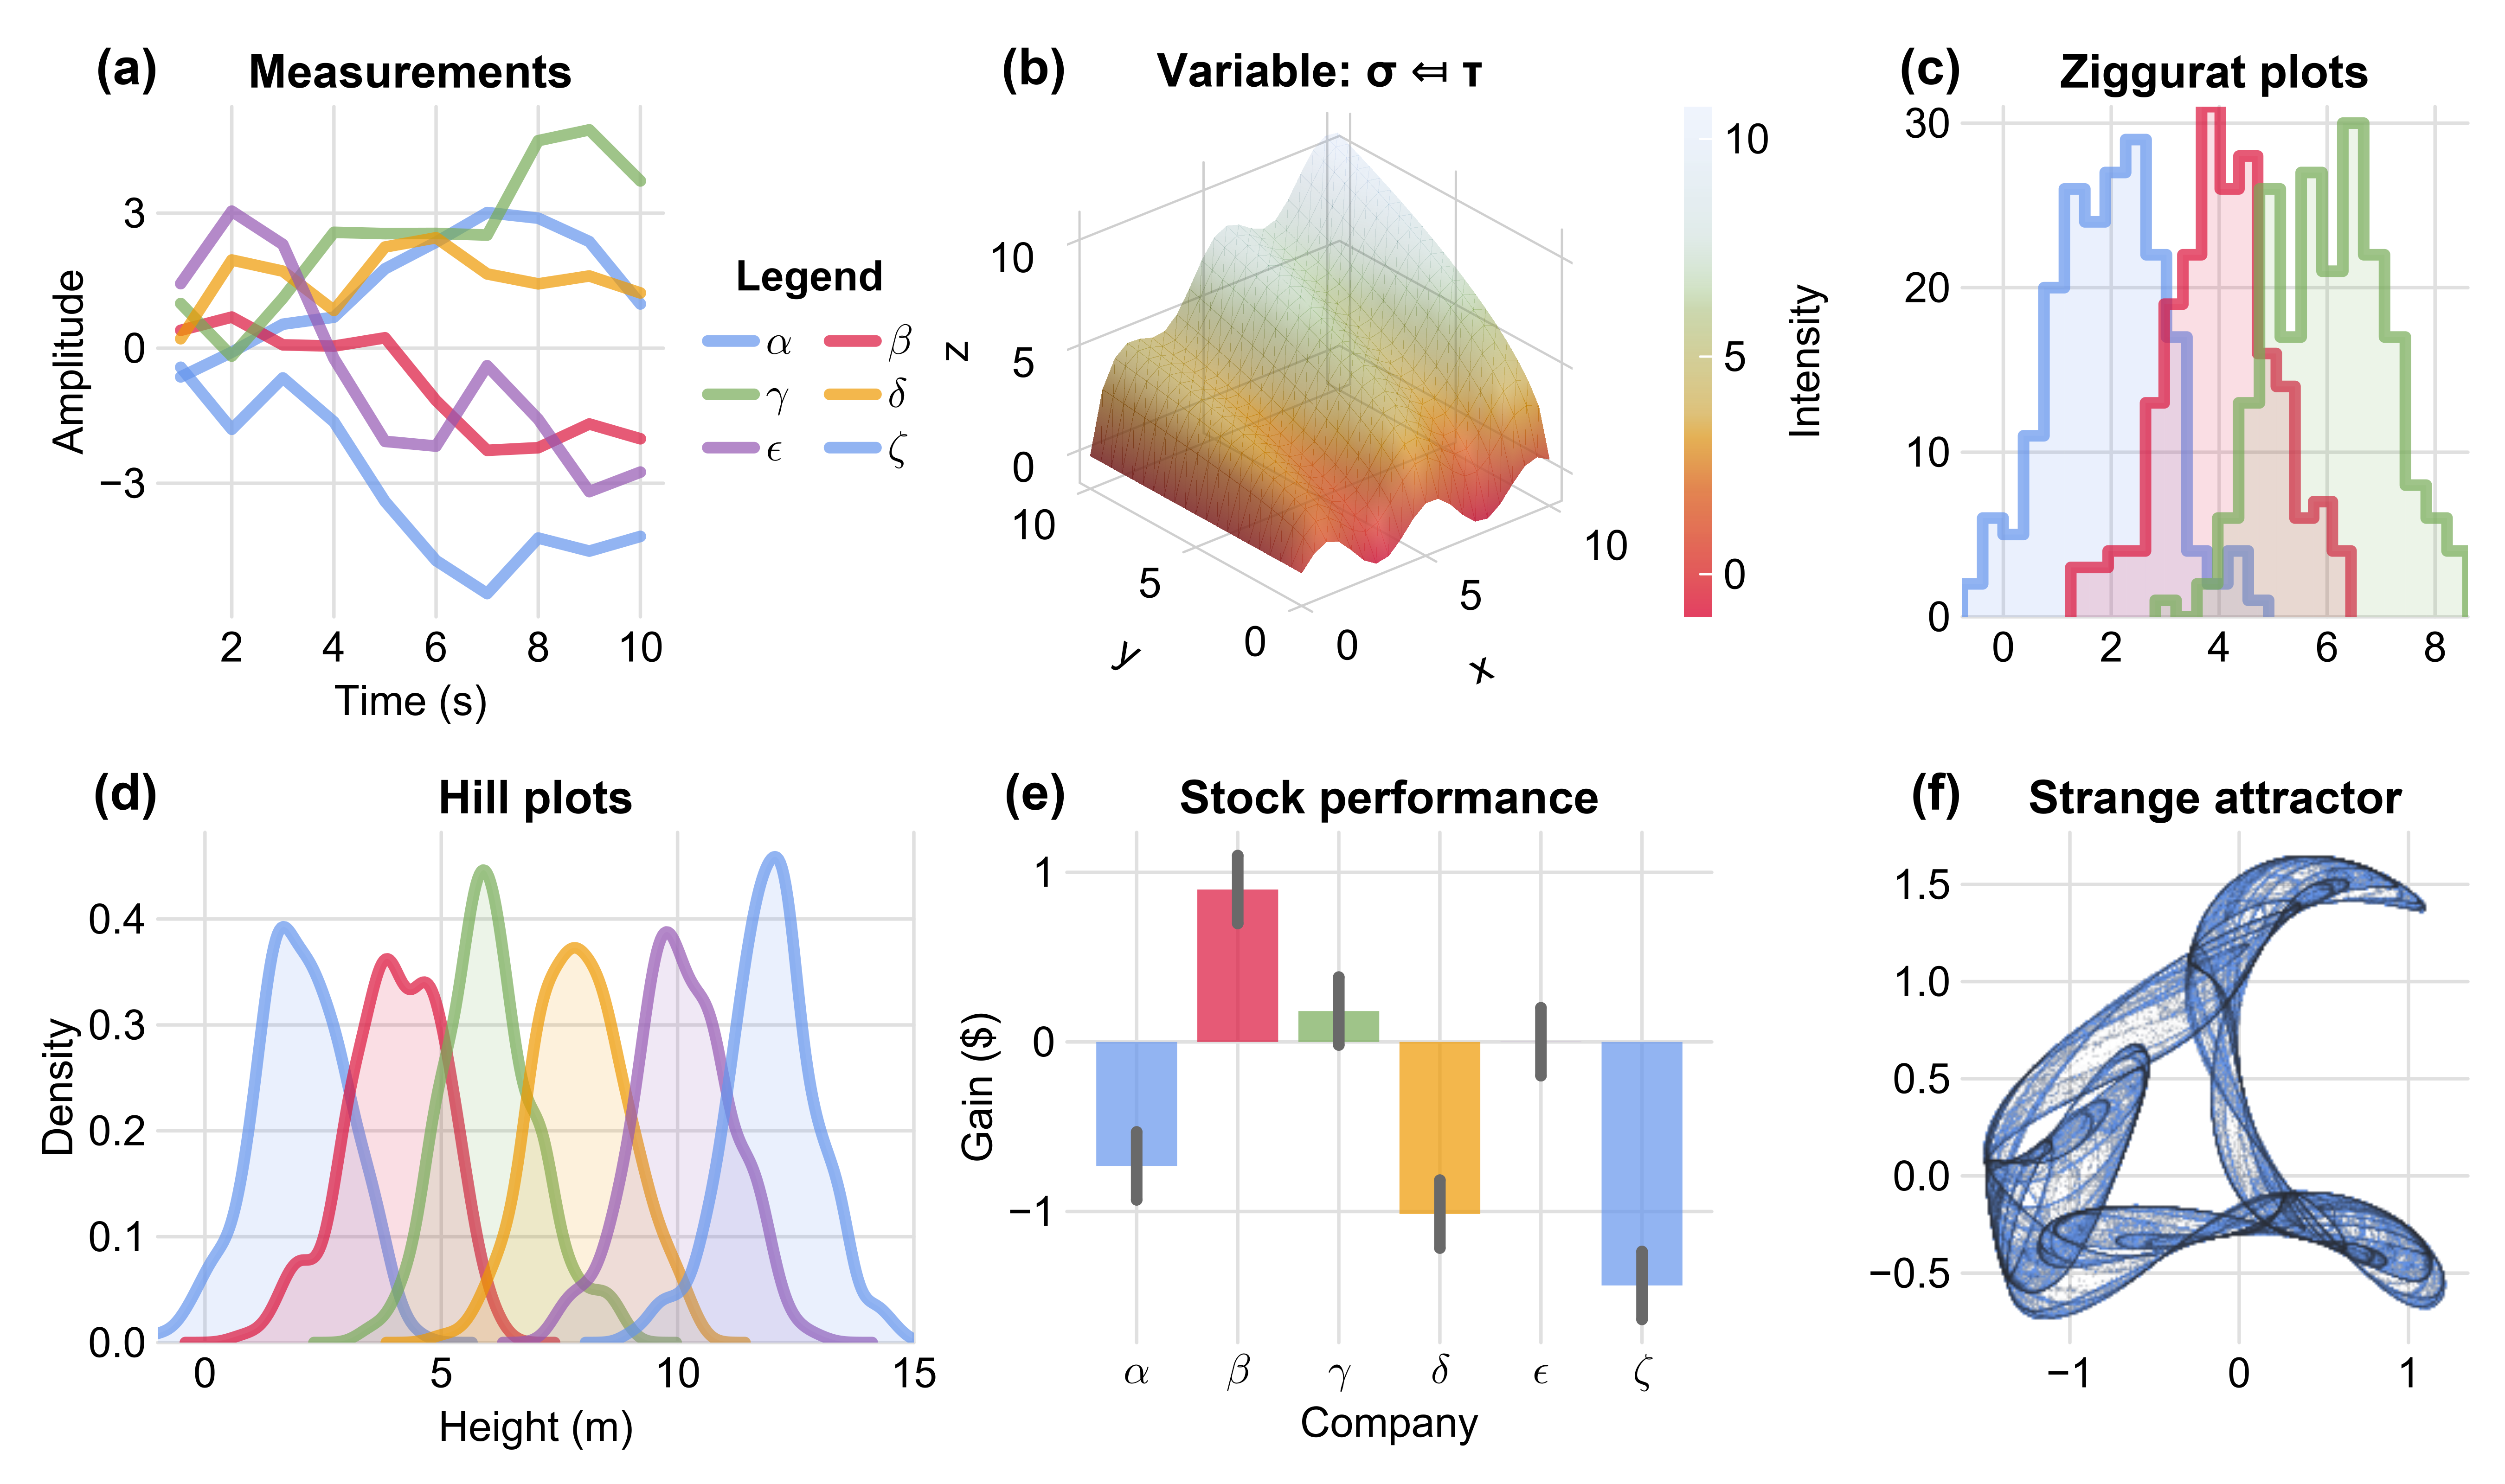 (a) Measurements
3
0
−3
Amplitude
2 4 6 8 10
Time (s)
Legend
α β
γ δ
ϵ ζ
(b) Variable: σ ⟸ τ
10
5
0
z
10
5
0
y
0
5
10
x
10
5
0
Intensity
(c) Ziggurat plots
30
20
10
0
0 2 4 6 8
(d) Hill plots
0.4
0.3
0.2
0.1
0.0
Density
0 5 10 15
Height (m)
(e) Stock performance
1
0
−1
Gain ($)
α β γ δ ϵ ζ
Company
(f) Strange attractor
1.5
1.0
0.5
0.0
−0.5
−1 0 1